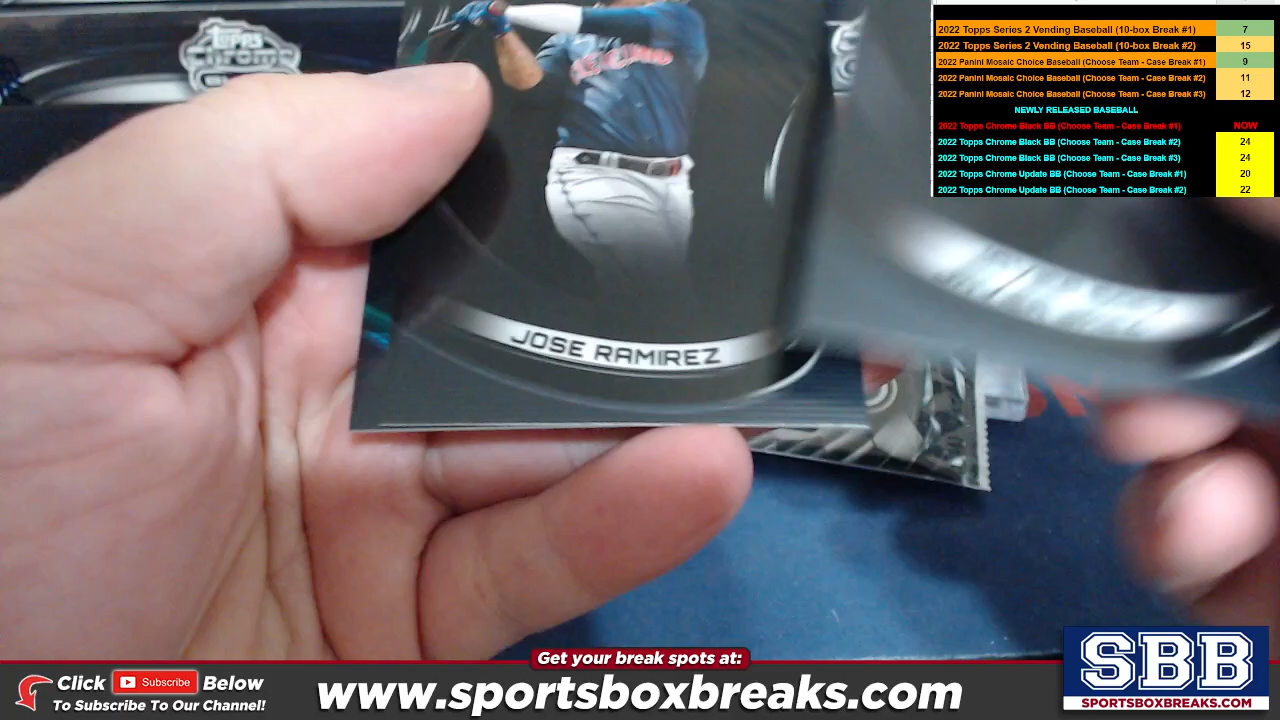 Topps
Chrome
2022 Topps Series 2 Vending Baseball (10-box Break #1) 7
2022 Topps Series 2 Vending Baseball (10-box Break #2) 15
2022 Panini Mosaic Choice Baseball (Choose Team - Case Break #1) 9
2022 Panini Mosaic Choice Baseball (Choose Team - Case Break #2) 11
2022 Panini Mosaic Choice Baseball (Choose Team - Case Break #3) 12
NEWLY RELEASED BASEBALL
2022 Topps Chrome Black BB (Choose Team - Case Break #1) NOW
2022 Topps Chrome Black BB (Choose Team - Case Break #2) 24
2022 Topps Chrome Black BB (Choose Team - Case Break #3) 24
2022 Topps Chrome Update BB (Choose Team - Case Break #1) 20
2022 Topps Chrome Update BB (Choose Team - Case Break #2) 22
JOSE RAMIREZ
Get your break spots at:
Click Subscribe Below
To Subscribe To Our Channel!
www.sportsboxbreaks.com
SBB
SPORTSBOXBREAKS.COM